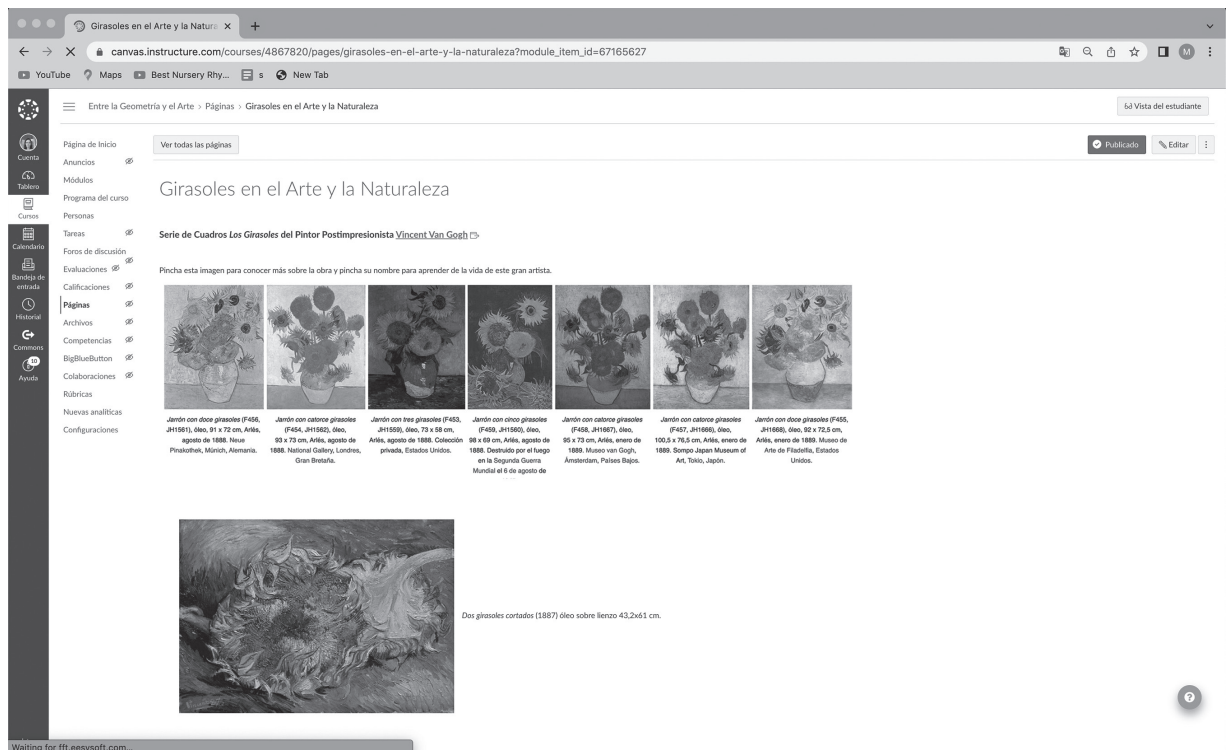 Girasoles en el Arte y la Natura
canvas.instructure.com/courses/4867820/pages/girasoles-en-el-arte-y-la-naturaleza?module_item_id=67165627
M
YouTube Maps Best Nursery Rhy... s New Tab
Entre la Geometría y el Arte > Páginas > Girasoles en el Arte y la Naturaleza
Vista del estudiante
Cuenta
Tablero
Cursos
Calendario
Bandeja de
entrada
Historial
Commons
10
Ayuda
Página de Inicio
Anuncios
Módulos
Programa del curso
Personas
Tareas
Foros de discusión
Evaluaciones
Calificaciones
Páginas
Archivos
Competencias
BigBlueButton
Colaboraciones
Rúbricas
Nuevas analíticas
Configuraciones
Ver todas las páginas
Publicado
Editar
Girasoles en el Arte y la Naturaleza
Serie de Cuadros Los Girasoles del Pintor Postimpresionista Vincent Van Gogh
Pincha esta imagen para conocer más sobre la obra y pincha su nombre para aprender de la vida de este gran artista.
Jarrón con doce girasoles (F456,
JH1561), óleo, 91 x 72 cm, Arlés,
agosto de 1888. Neue
Pinakothek, Múnich, Alemania.
Jarrón con catorce girasoles
(F454, JH1562), óleo,
93 x 73 cm, Arlés, agosto de
1888. National Gallery, Londres,
Gran Bretaña.
Jarrón con tres girasoles (F453,
JH1559), óleo, 73 x 58 cm,
Arlés, agosto de 1888. Colección
privada, Estados Unidos.
Jarrón con cinco girasoles
(F459, JH1560), óleo,
98 x 69 cm, Arlés, agosto de
1888. Destruido por el fuego
en la Segunda Guerra
Mundial el 6 de agosto de
Jarrón con catorce girasoles
(F458, JH1667), óleo,
95 x 73 cm, Arlés, enero de
1889. Museo van Gogh,
Ámsterdam, Países Bajos.
Jarrón con catorce girasoles
(F457, JH1666), óleo,
100,5 x 76,5 cm, Arlés, enero de
1889. Sompo Japan Museum of
Art, Tokio, Japón.
Jarrón con doce girasoles (F455,
JH1668), óleo, 92 x 72,5 cm,
Arlés, enero de 1889. Museo de
Arte de Filadelfia, Estados
Unidos.
Dos girasoles cortados (1887) óleo sobre lienzo 43,2x61 cm.
?
Waiting for fft.eesysoft.com...